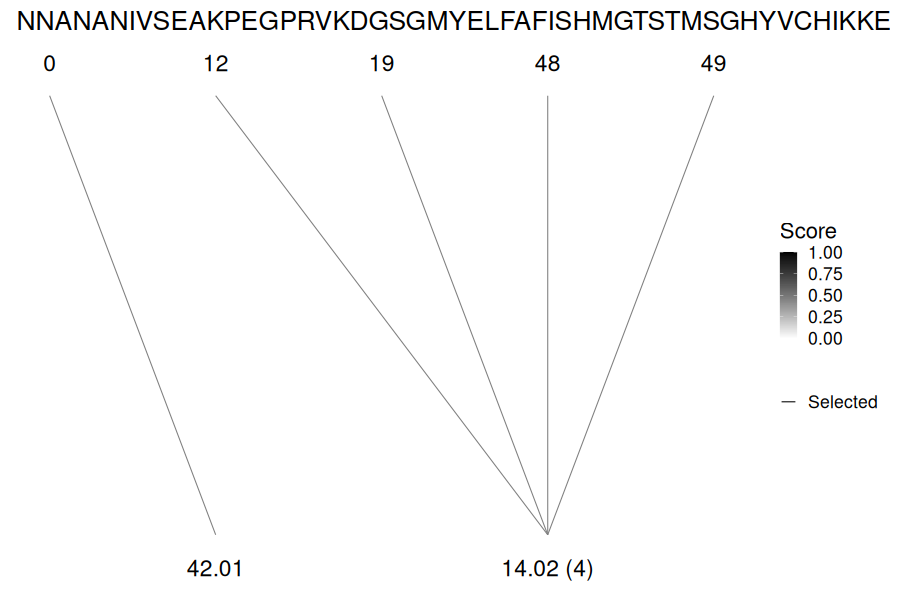 NNANANIVSEAKPEGPRVKDGSGMYELFAFISHMGTSTMSGHYVCHIKKE
0 12 19 48 49
Score
1.00
0.75
0.50
0.25
0.00
Selected
42.01 14.02 (4)